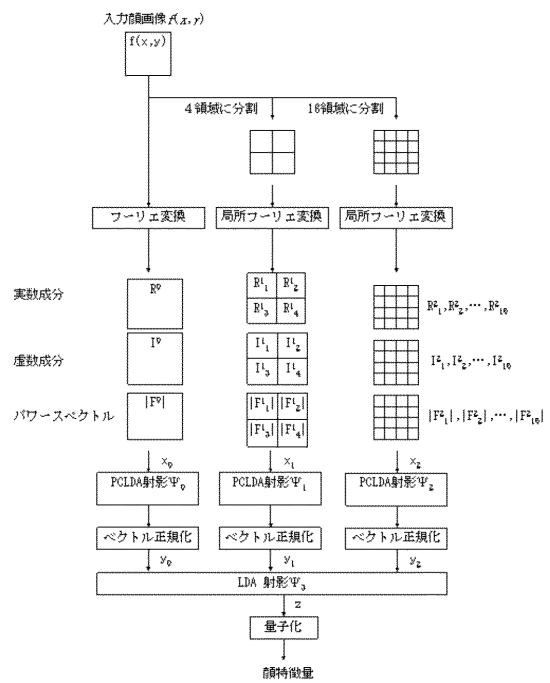 入力顔画像f(x,y)
f(x,y)
4領域に分割
16領域に分割
フーリエ変換
局所フーリエ変換
局所フーリエ変換
実数成分
R⁰
R¹₁ R¹₂
R¹₃ R¹₄
R²₁,R²₂,…,R²₁₆
虚数成分
I⁰
I¹₁ I¹₂
I¹₃ I¹₄
I²₁,I²₂,…,I²₁₆
パワースペクトル
|F⁰|
|F¹₁| |F¹₂|
|F¹₃| |F¹₄|
|F²₁|,|F²₂|,…,|F²₁₆|
x₀
x₁
x₂
PCLDA射影Ψ₀
PCLDA射影Ψ₁
PCLDA射影Ψ₂
ベクトル正規化
ベクトル正規化
ベクトル正規化
y₀
y₁
y₂
LDA 射影Ψ₃
z
量子化
顔特徴量